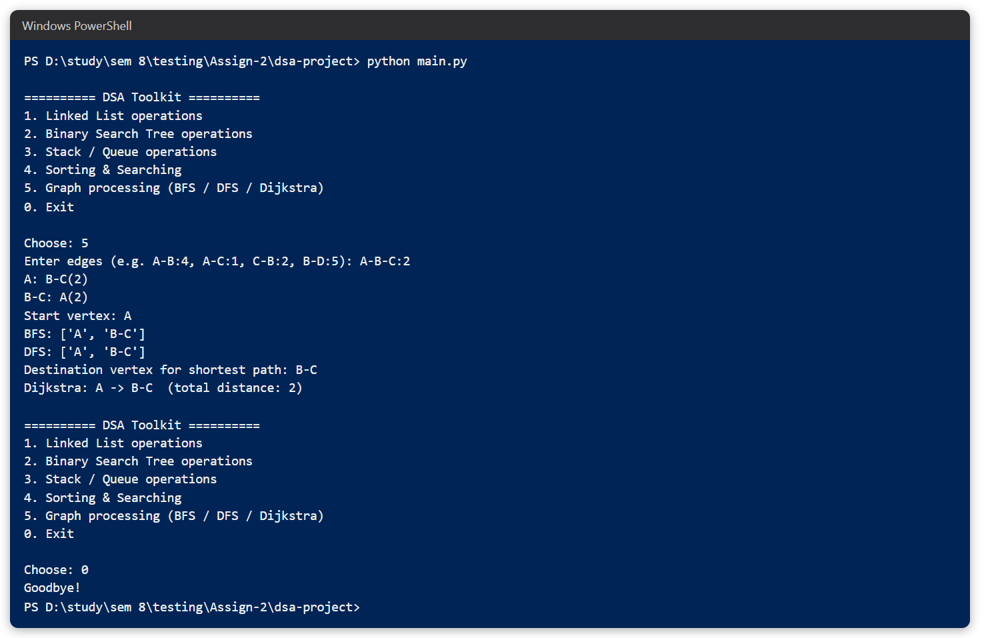 Windows PowerShell
PS D:\study\sem 8\testing\Assign-2\dsa-project> python main.py
========== DSA Toolkit ==========
1. Linked List operations
2. Binary Search Tree operations
3. Stack / Queue operations
4. Sorting & Searching
5. Graph processing (BFS / DFS / Dijkstra)
0. Exit
Choose: 5
Enter edges (e.g. A-B:4, A-C:1, C-B:2, B-D:5): A-B-C:2
A: B-C(2)
B-C: A(2)
Start vertex: A
BFS: ['A', 'B-C']
DFS: ['A', 'B-C']
Destination vertex for shortest path: B-C
Dijkstra: A -> B-C  (total distance: 2)
========== DSA Toolkit ==========
1. Linked List operations
2. Binary Search Tree operations
3. Stack / Queue operations
4. Sorting & Searching
5. Graph processing (BFS / DFS / Dijkstra)
0. Exit
Choose: 0
Goodbye!
PS D:\study\sem 8\testing\Assign-2\dsa-project>